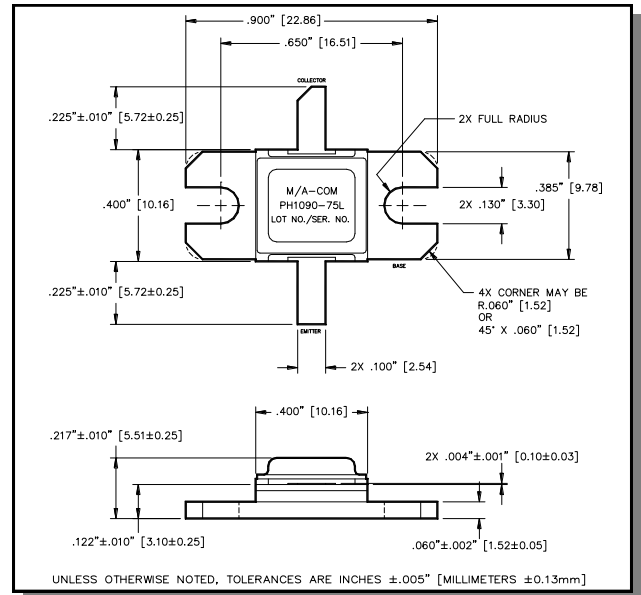 .900" [22.86]
.650" [16.51]
COLLECTOR
.225"±.010" [5.72±0.25]
2X FULL RADIUS
M/A-COM
PH1090-75L
LOT NO./SER. NO.
.400" [10.16]
.385" [9.78]
2X .130" [3.30]
BASE
.225"±.010" [5.72±0.25]
4X CORNER MAY BE
R.060" [1.52]
OR
45° X .060" [1.52]
EMITTER
2X .100" [2.54]
.400" [10.16]
.217"±.010" [5.51±0.25]
2X .004"±.001" [0.10±0.03]
.122"±.010" [3.10±0.25]
.060"±.002" [1.52±0.05]
UNLESS OTHERWISE NOTED, TOLERANCES ARE INCHES ±.005" [MILLIMETERS ±0.13mm]